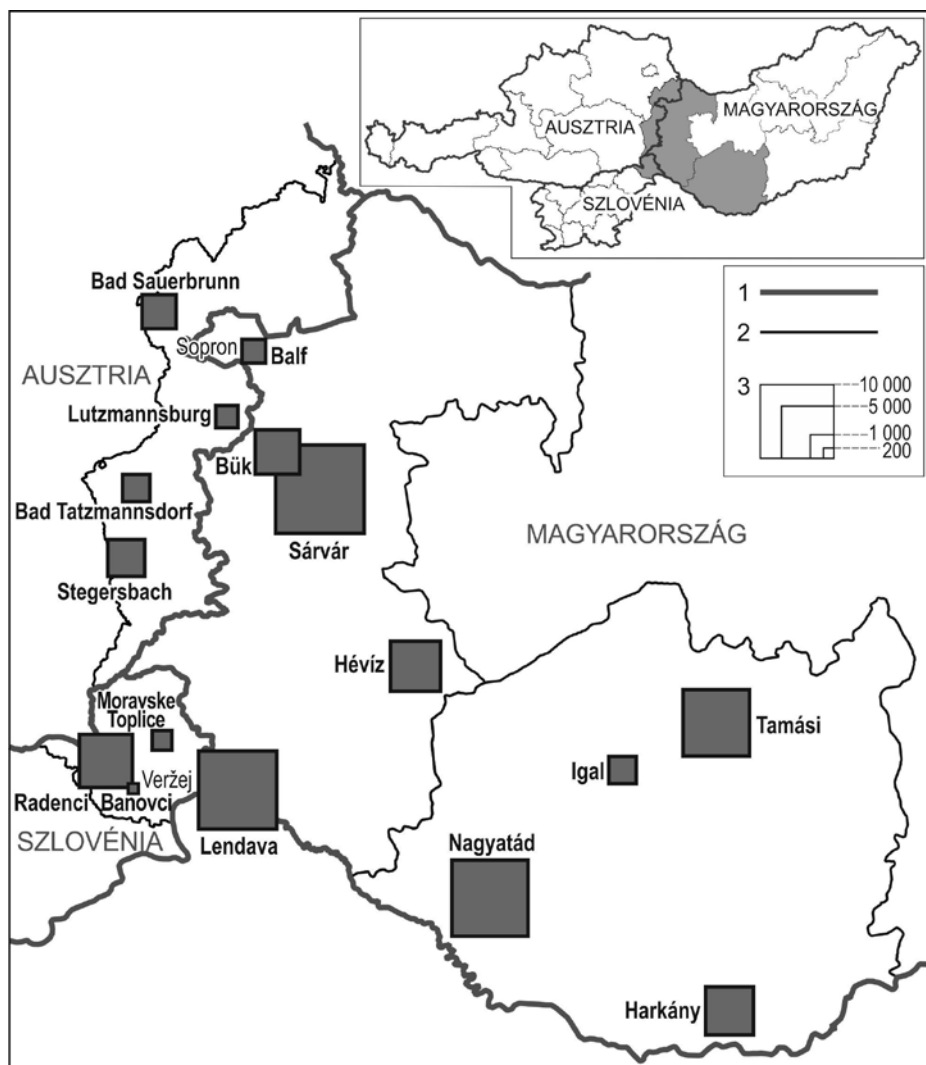 AUSZTRIA
MAGYARORSZÁG
SZLOVÉNIA
1
2
3
10 000
5 000
1 000
200
Bad Sauerbrunn
Sopron
Balf
AUSZTRIA
Lutzmannsburg
Bük
Sárvár
Bad Tatzmannsdorf
MAGYARORSZÁG
Stegersbach
Hévíz
Moravske
Toplice
Tamási
Igal
Veržej
Radenci
Banovci
SZLOVÉNIA
Lendava
Nagyatád
Harkány